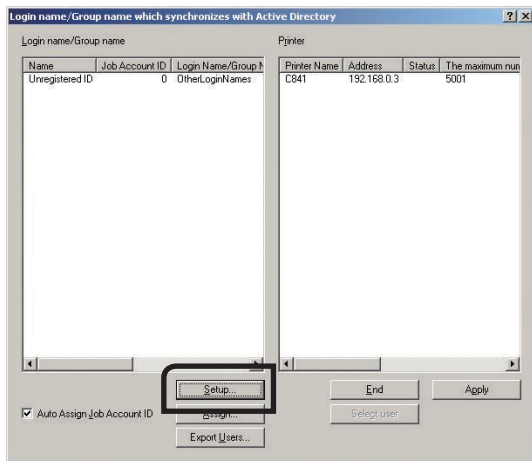 Login name/Group name which synchronizes with Active Directory
Login name/Group name
Printer
Name Job Account ID Login Name/Group N
Unregistered ID 0 OtherLoginNames
Printer Name Address Status The maximum num
C841 192.168.0.3 5001
Setup...
End
Apply
Auto Assign Job Account ID
Assign...
Select user
Export Users...